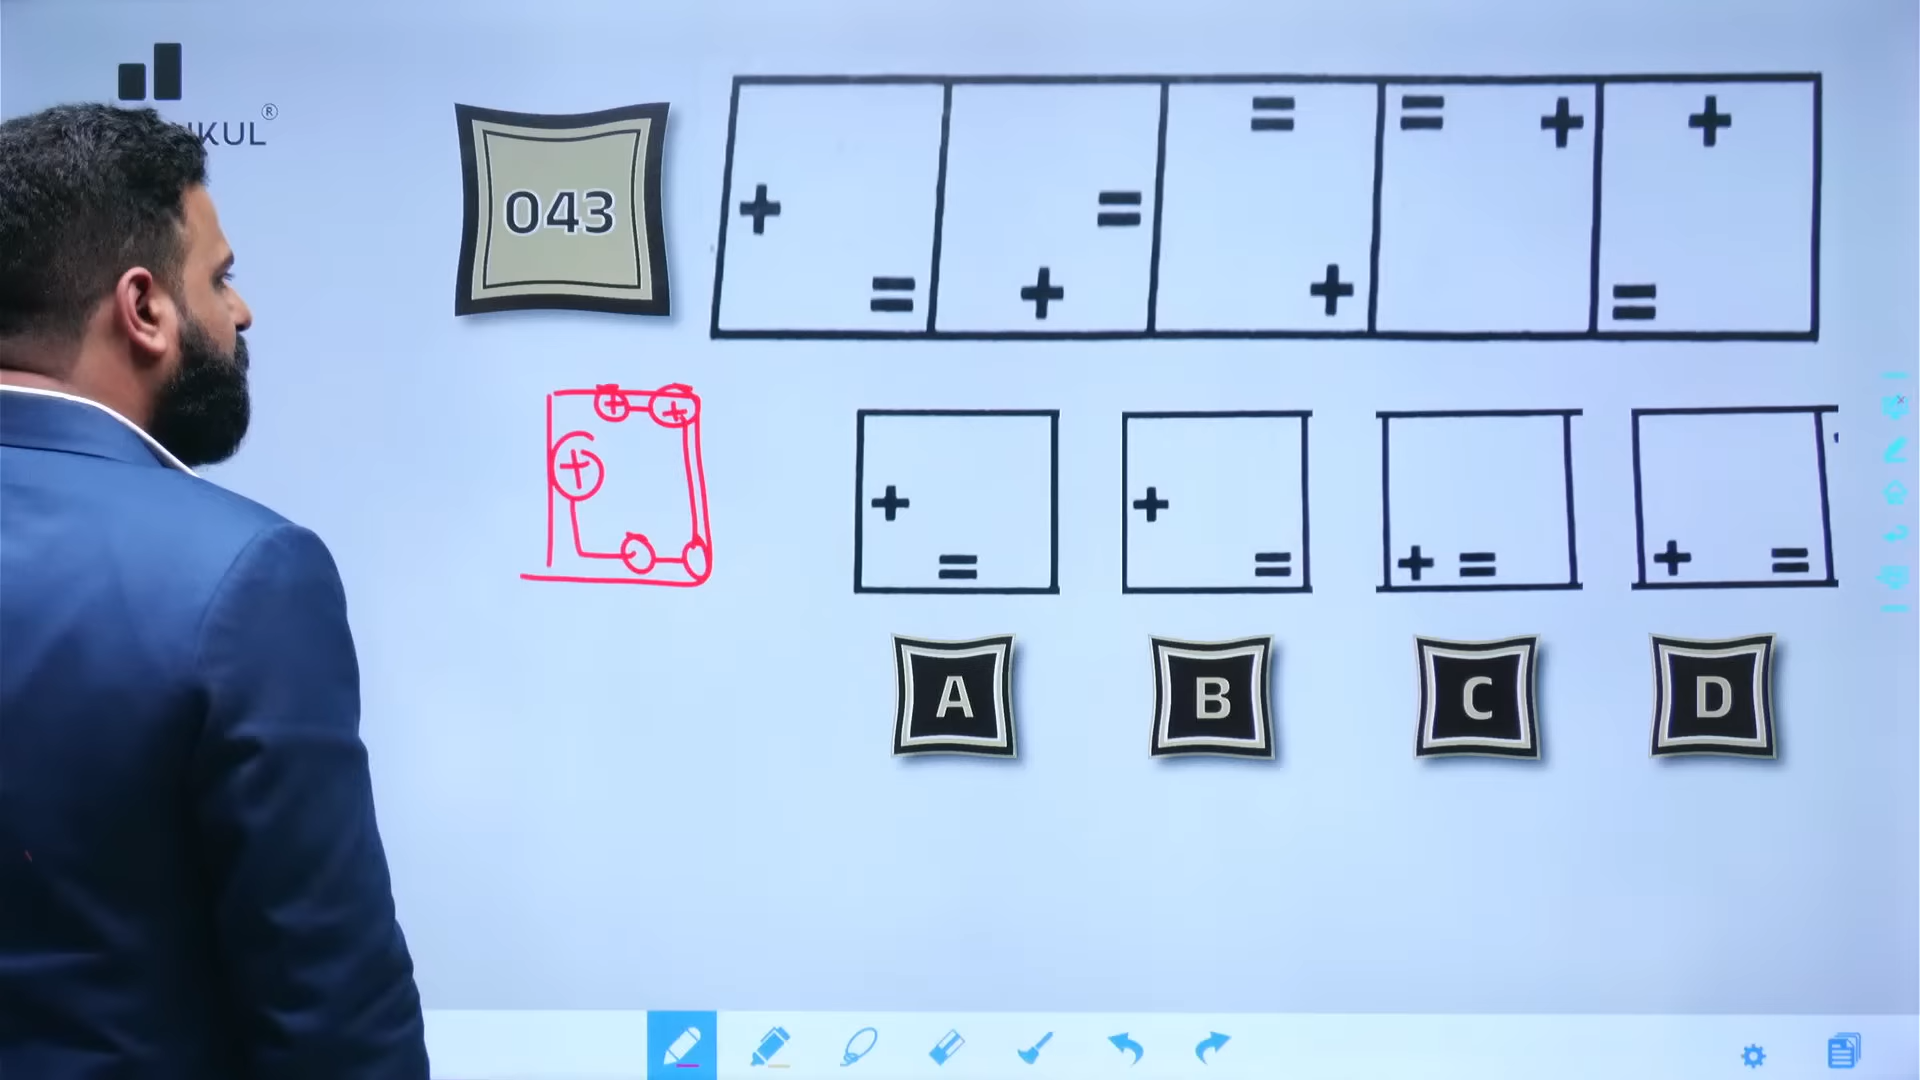 ®
KUL
043
= = + +
+ =
= + + =
+ +
+
+ + + + =
= = + =
A B C D